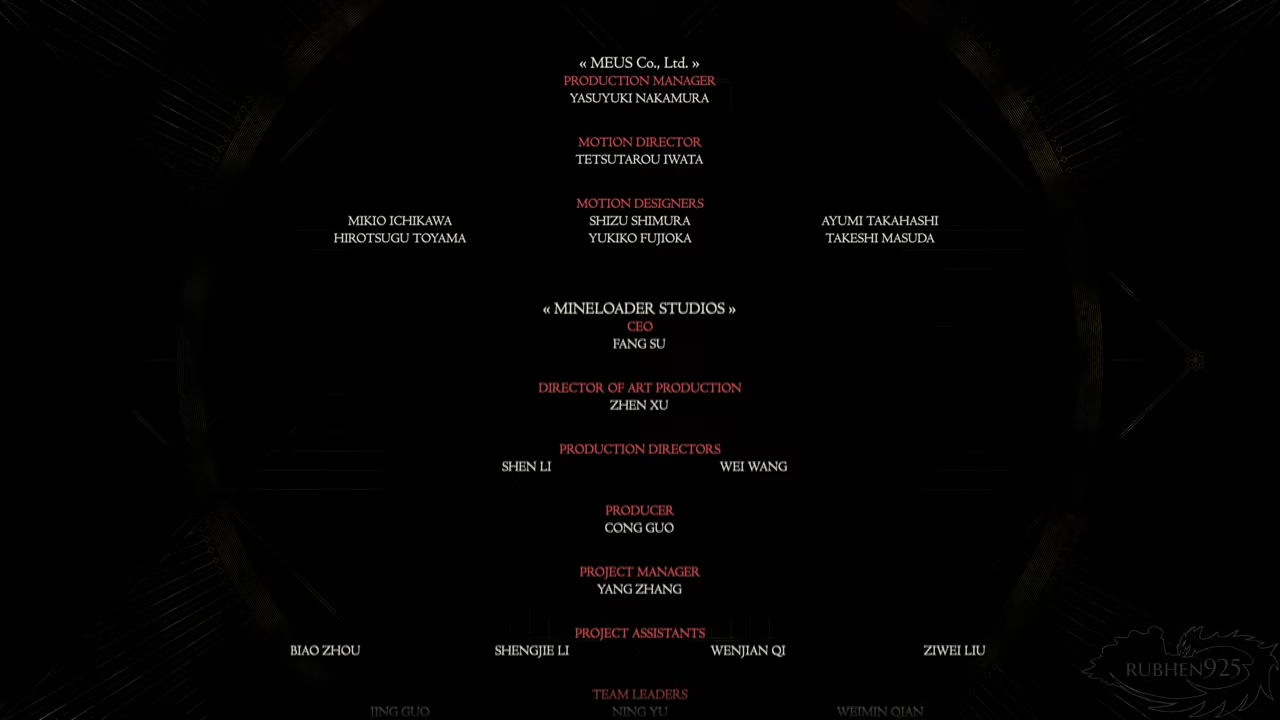 « MEUS Co., Ltd. »
PRODUCTION MANAGER
YASUYUKI NAKAMURA
MOTION DIRECTOR
TETSUTAROU IWATA
MOTION DESIGNERS
MIKIO ICHIKAWA SHIZU SHIMURA AYUMI TAKAHASHI
HIROTSUGU TOYAMA YUKIKO FUJIOKA TAKESHI MASUDA
« MINELOADER STUDIOS »
CEO
FANG SU
DIRECTOR OF ART PRODUCTION
ZHEN XU
PRODUCTION DIRECTORS
SHEN LI WEI WANG
PRODUCER
CONG GUO
PROJECT MANAGER
YANG ZHANG
PROJECT ASSISTANTS
BIAO ZHOU SHENGJIE LI WENJIAN QI ZIWEI LIU
RUBHEN925
TEAM LEADERS
JING GUO NING YU WEIMIN QIAN